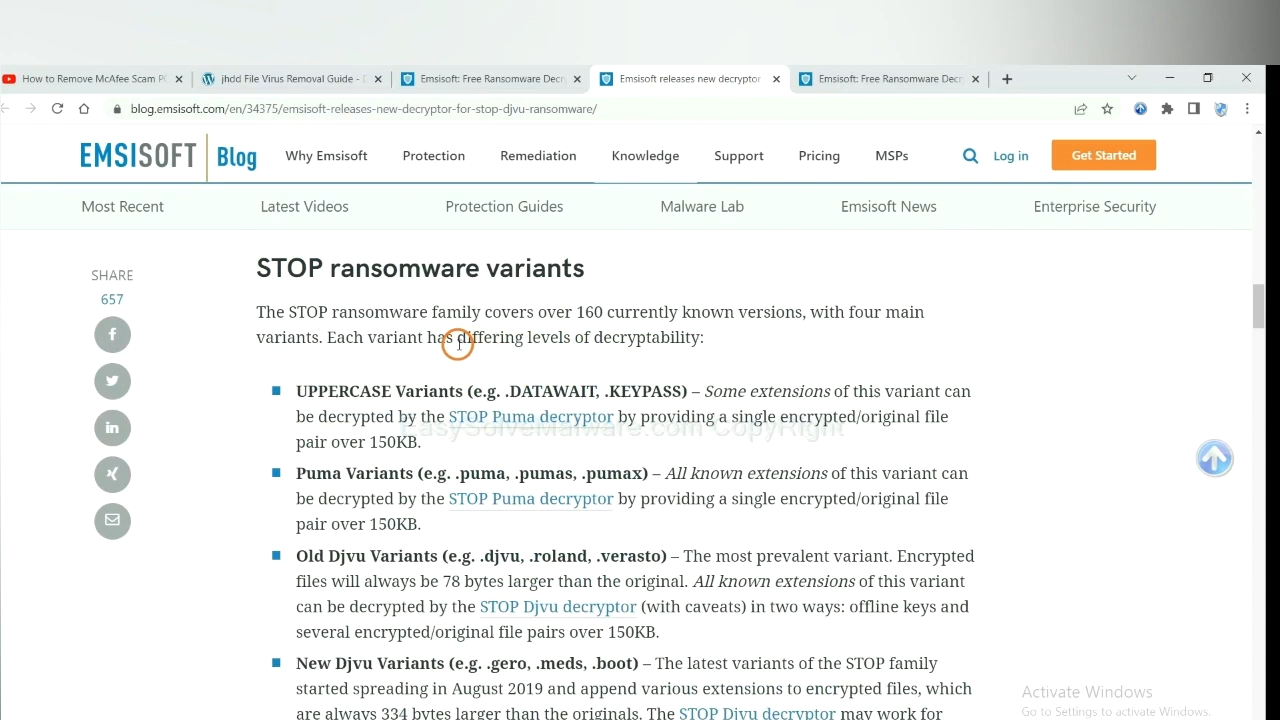 How to Remove McAfee Scam P
jhdd File Virus Removal Guide -
Emsisoft: Free Ransomware Decr
Emsisoft releases new decryptor
Emsisoft: Free Ransomware Decr
blog.emsisoft.com/en/34375/emsisoft-releases-new-decryptor-for-stop-djvu-ransomware/
EMSISOFT Blog
Why Emsisoft
Protection
Remediation
Knowledge
Support
Pricing
MSPs
Log in
Get Started
Most Recent
Latest Videos
Protection Guides
Malware Lab
Emsisoft News
Enterprise Security
SHARE
657
STOP ransomware variants
The STOP ransomware family covers over 160 currently known versions, with four main
variants. Each variant has differing levels of decryptability:
UPPERCASE Variants (e.g. .DATAWAIT, .KEYPASS) – Some extensions of this variant can
be decrypted by the STOP Puma decryptor by providing a single encrypted/original file
EasySolveMalware.com CopyRight
pair over 150KB.
Puma Variants (e.g. .puma, .pumas, .pumax) – All known extensions of this variant can
be decrypted by the STOP Puma decryptor by providing a single encrypted/original file
pair over 150KB.
Old Djvu Variants (e.g. .djvu, .roland, .verasto) – The most prevalent variant. Encrypted
files will always be 78 bytes larger than the original. All known extensions of this variant
can be decrypted by the STOP Djvu decryptor (with caveats) in two ways: offline keys and
several encrypted/original file pairs over 150KB.
New Djvu Variants (e.g. .gero, .meds, .boot) – The latest variants of the STOP family
started spreading in August 2019 and append various extensions to encrypted files, which
are always 334 bytes larger than the originals. The STOP Djvu decryptor may work for
Activate Windows
Go to Settings to activate Windows.